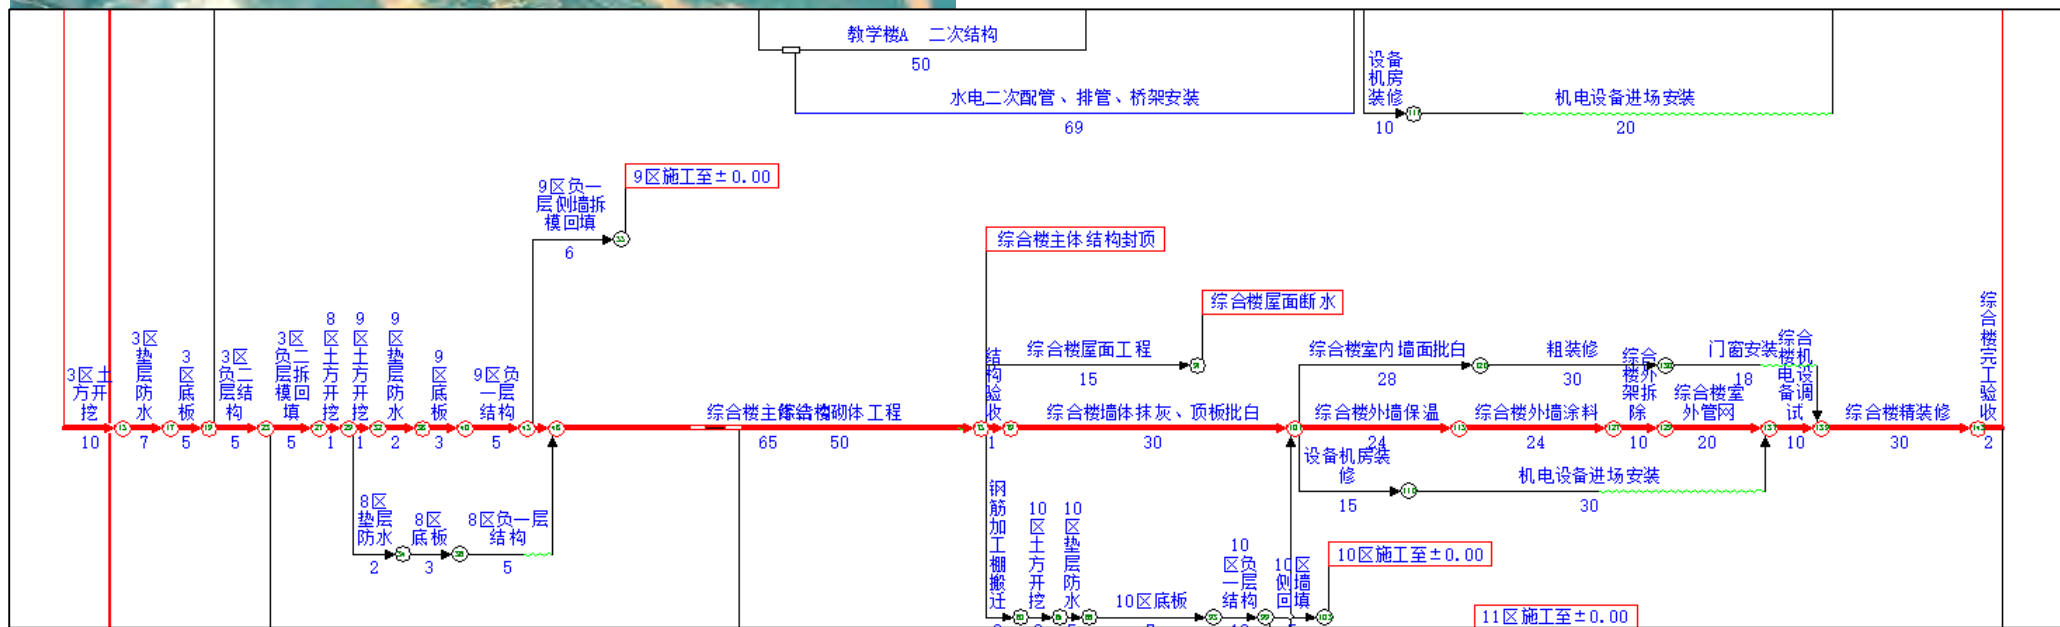 教学楼A 二次结构
50
水电二次配管、排管、桥架安装
69
设备
机房
装修
10
机电设备进场安装
20
9区施工至±0.00
9区负一
层侧墙拆
模回填
6
综合楼主体结构封顶
综合楼屋面断水
综合楼屋面工程
15
综合楼室内墙面批白
28
粗装修
30
门窗安装
18
3区土
方开
挖
10
3区
垫
层
防
水
7
3
区
底
板
5
3区
负二
层结
构
5
3区
负二
层拆
模回
填
5
8
区
土
方
开
挖
1
9
区
土
方
开
挖
1
9
区
垫
层
防
水
2
9
区
底
板
3
9区负
一层
结构
5
综合楼主体结构
65
砌体工程
50
结
构
验
收
1
综合楼墙体抹灰、顶板批白
30
综合楼外墙保温
24
综合楼外墙涂料
24
综合
楼外
架拆
除
10
综合楼室
外管网
20
综合
楼机
电设
备调
试
10
综合楼精装修
30
综
合
楼
完
工
验
收
2
8区
垫层
防水
2
8区
底板
3
8区负一层
结构
5
设备机房装
修
15
机电设备进场安装
30
钢
筋
加
工
棚
搬
迁
10
区
土
方
开
挖
10
区
垫
层
防
水
10区底板
10
区负
一层
结构
10区
侧墙
回填
10区施工至±0.00
11区施工至±0.00